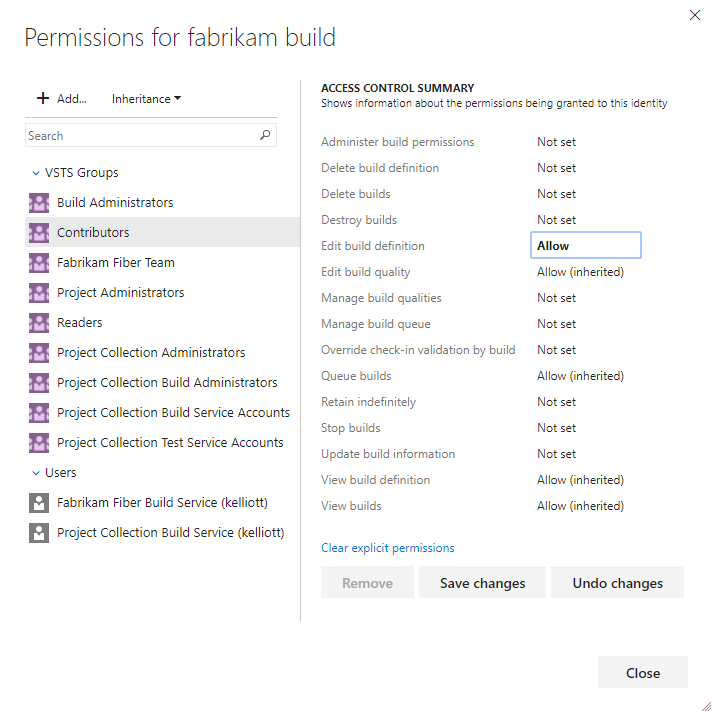 Permissions for fabrikam build
Add...
Inheritance
Search
VSTS Groups
Build Administrators
Contributors
Fabrikam Fiber Team
Project Administrators
Readers
Project Collection Administrators
Project Collection Build Administrators
Project Collection Build Service Accounts
Project Collection Test Service Accounts
Users
Fabrikam Fiber Build Service (kelliott)
Project Collection Build Service (kelliott)
ACCESS CONTROL SUMMARY
Shows information about the permissions being granted to this identity
Administer build permissions Not set
Delete build definition Not set
Delete builds Not set
Destroy builds Not set
Edit build definition Allow
Edit build quality Allow (inherited)
Manage build qualities Not set
Manage build queue Not set
Override check-in validation by build Not set
Queue builds Allow (inherited)
Retain indefinitely Not set
Stop builds Not set
Update build information Not set
View build definition Allow (inherited)
View builds Allow (inherited)
Clear explicit permissions
Remove Save changes Undo changes
Close